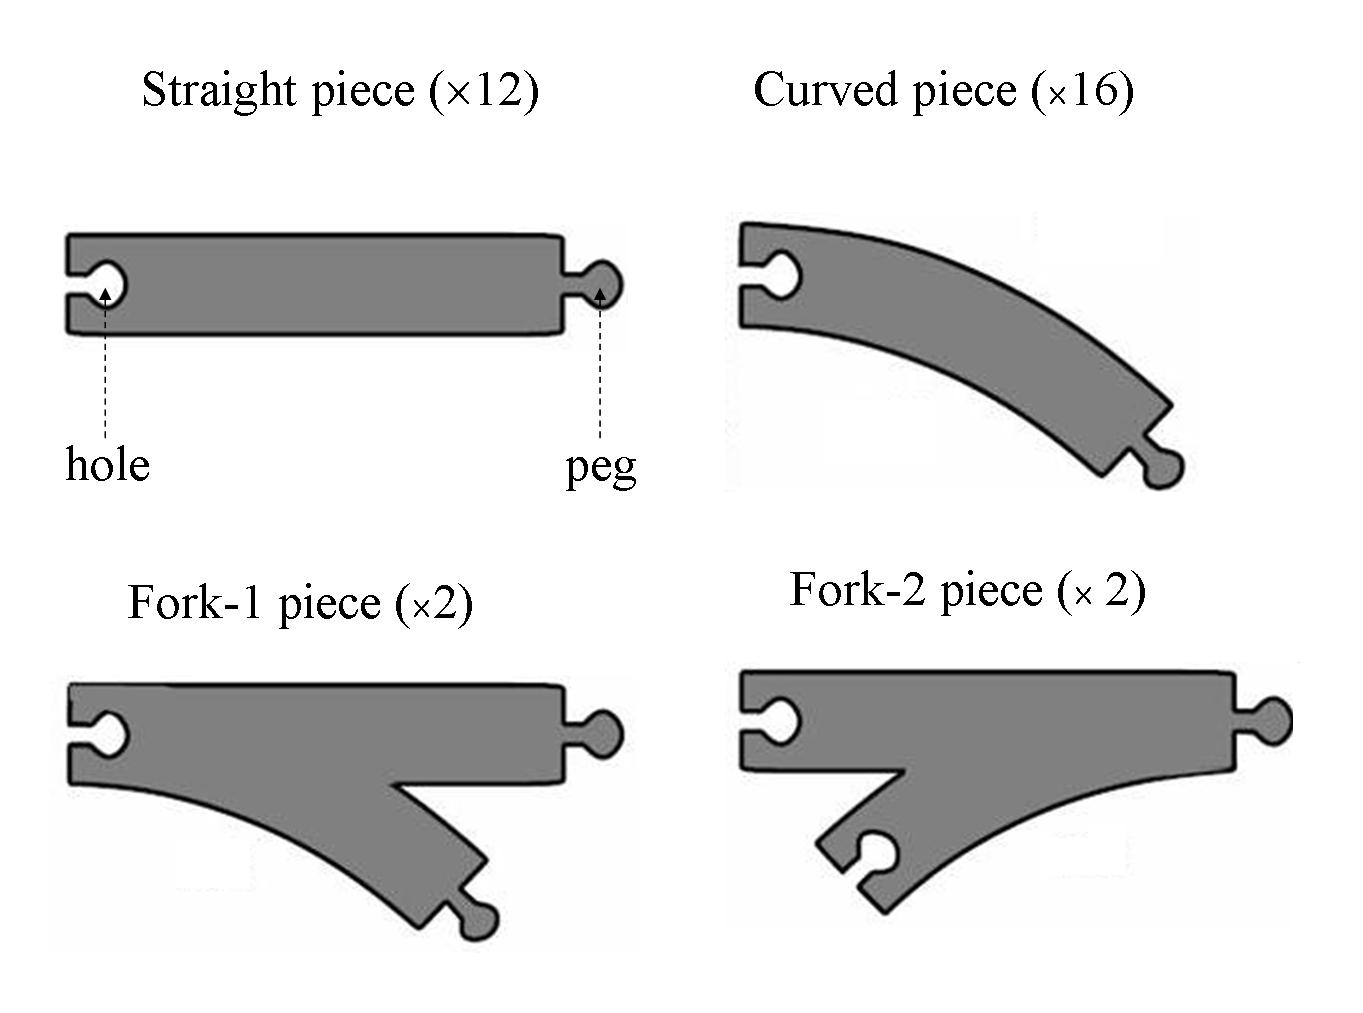 Straight piece (×12)
Curved piece (×16)
hole
peg
Fork-1 piece (×2)
Fork-2 piece (× 2)